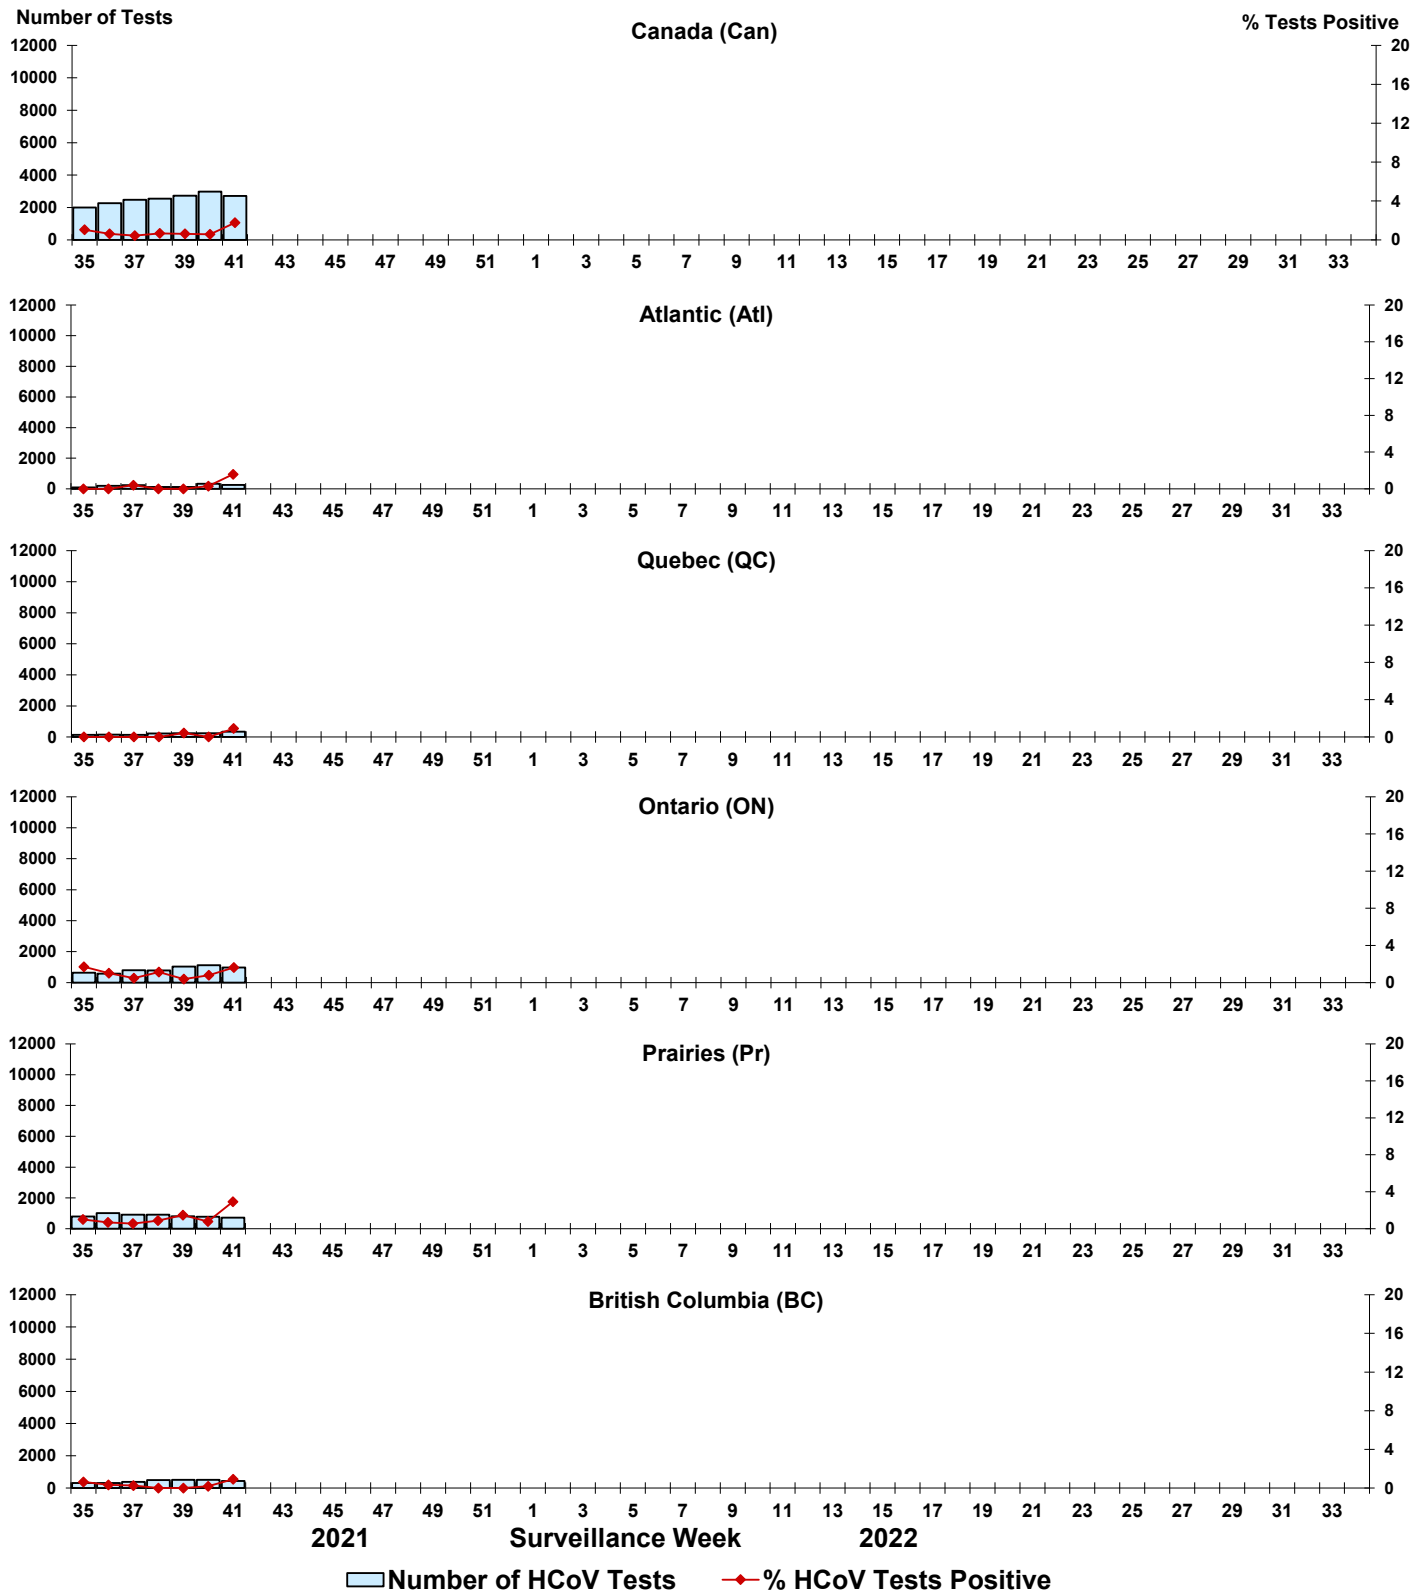 Number of Tests
Canada (Can)
% Tests Positive
12000 20
10000 16
8000 12
6000 8
4000 4
2000
0 0
35 37 39 41 43 45 47 49 51 1 3 5 7 9 11 13 15 17 19 21 23 25 27 29 31 33
Atlantic (Atl)
12000 20
10000 16
8000 12
6000 8
4000 4
2000
0 0
35 37 39 41 43 45 47 49 51 1 3 5 7 9 11 13 15 17 19 21 23 25 27 29 31 33
Quebec (QC)
12000 20
10000 16
8000 12
6000 8
4000 4
2000
0 0
35 37 39 41 43 45 47 49 51 1 3 5 7 9 11 13 15 17 19 21 23 25 27 29 31 33
Ontario (ON)
12000 20
10000 16
8000 12
6000 8
4000 4
2000
0 0
35 37 39 41 43 45 47 49 51 1 3 5 7 9 11 13 15 17 19 21 23 25 27 29 31 33
Prairies (Pr)
12000 20
10000 16
8000 12
6000 8
4000 4
2000
0 0
35 37 39 41 43 45 47 49 51 1 3 5 7 9 11 13 15 17 19 21 23 25 27 29 31 33
British Columbia (BC)
12000 20
10000 16
8000 12
6000 8
4000 4
2000
0 0
35 37 39 41 43 45 47 49 51 1 3 5 7 9 11 13 15 17 19 21 23 25 27 29 31 33
2021 Surveillance Week 2022
Number of HCoV Tests % HCoV Tests Positive